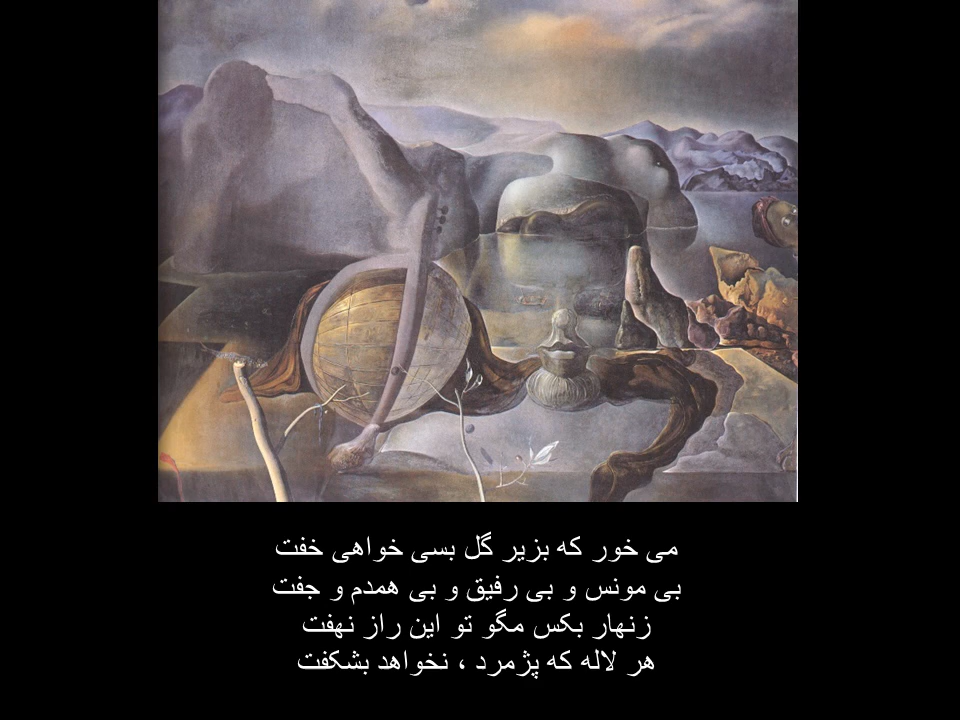 می خور که بزیر گل بسی خواهی خفت
بی مونس و بی رفیق و بی همدم و جفت
زنهار بکس مگو تو این راز نهفت
هر لاله که پژمرد ، نخواهد بشکفت